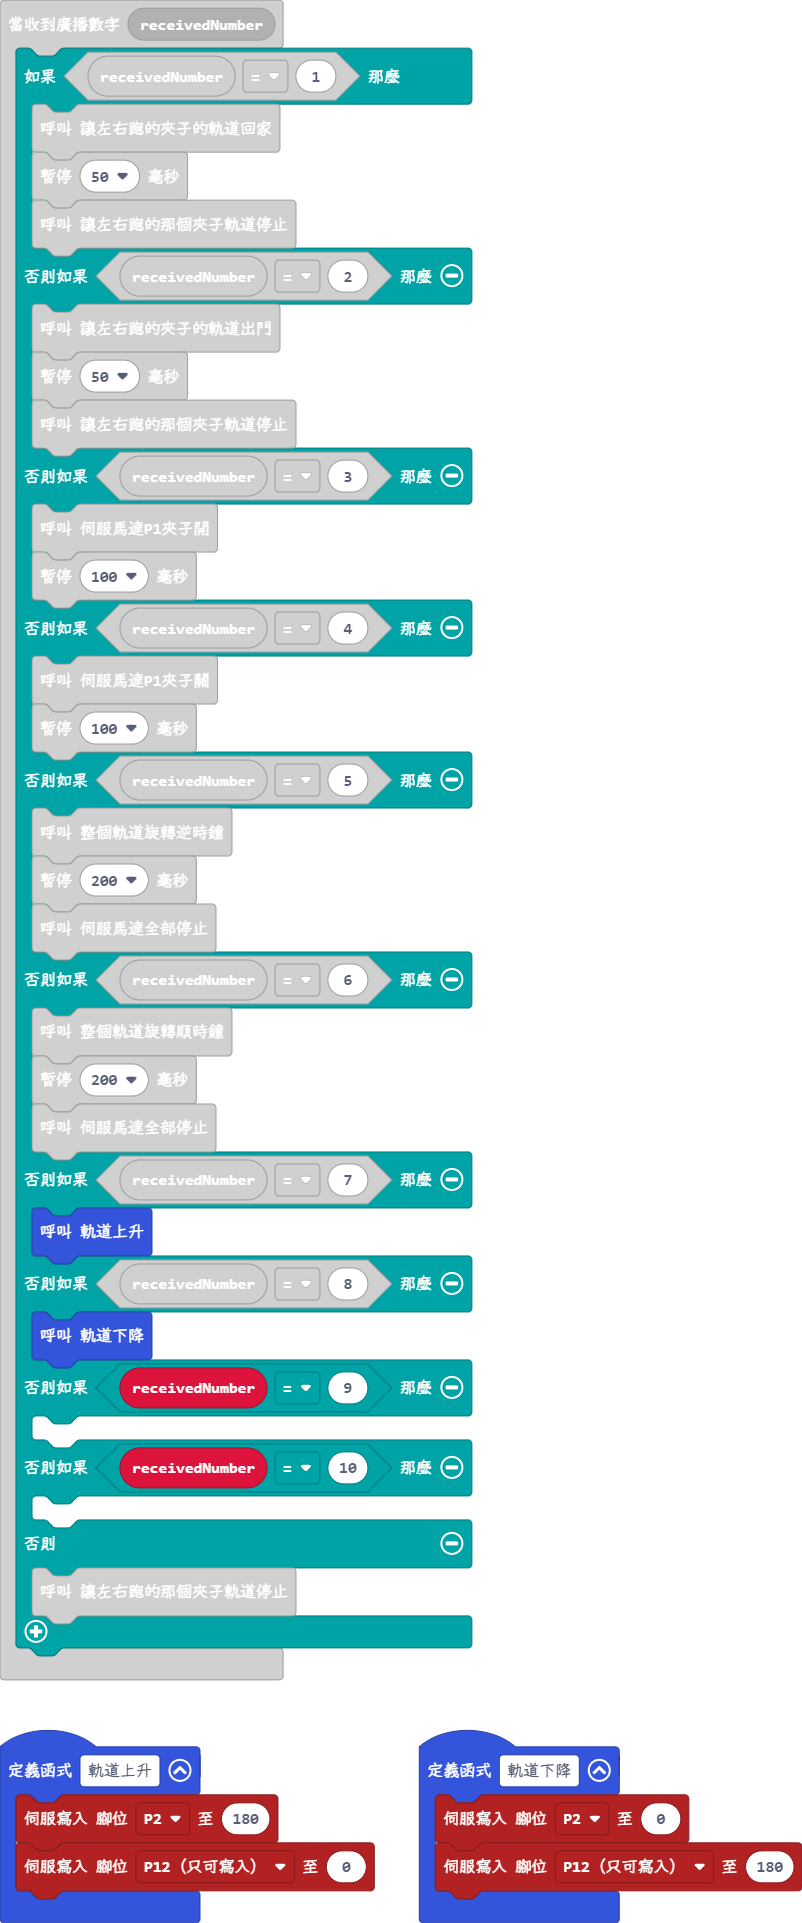 當收到廣播數字 receivedNumber
如果 receivedNumber = 1 那麼
呼叫 讓左右跑的夾子的軌道回家
暫停 50 毫秒
呼叫 讓左右跑的那個夾子軌道停止
否則如果 receivedNumber = 2 那麼
呼叫 讓左右跑的夾子的軌道出門
暫停 50 毫秒
呼叫 讓左右跑的那個夾子軌道停止
否則如果 receivedNumber = 3 那麼
呼叫 伺服馬達P1夾子開
暫停 100 毫秒
否則如果 receivedNumber = 4 那麼
呼叫 伺服馬達P1夾子關
暫停 100 毫秒
否則如果 receivedNumber = 5 那麼
呼叫 整個軌道旋轉逆時鐘
暫停 200 毫秒
呼叫 伺服馬達全部停止
否則如果 receivedNumber = 6 那麼
呼叫 整個軌道旋轉順時鐘
暫停 200 毫秒
呼叫 伺服馬達全部停止
否則如果 receivedNumber = 7 那麼
呼叫 軌道上升
否則如果 receivedNumber = 8 那麼
呼叫 軌道下降
否則如果 receivedNumber = 9 那麼
否則如果 receivedNumber = 10 那麼
否則
呼叫 讓左右跑的那個夾子軌道停止
定義函式 軌道上升
伺服寫入 腳位 P2 至 180
伺服寫入 腳位 P12 (只可寫入) 至 0
定義函式 軌道下降
伺服寫入 腳位 P2 至 0
伺服寫入 腳位 P12 (只可寫入) 至 180